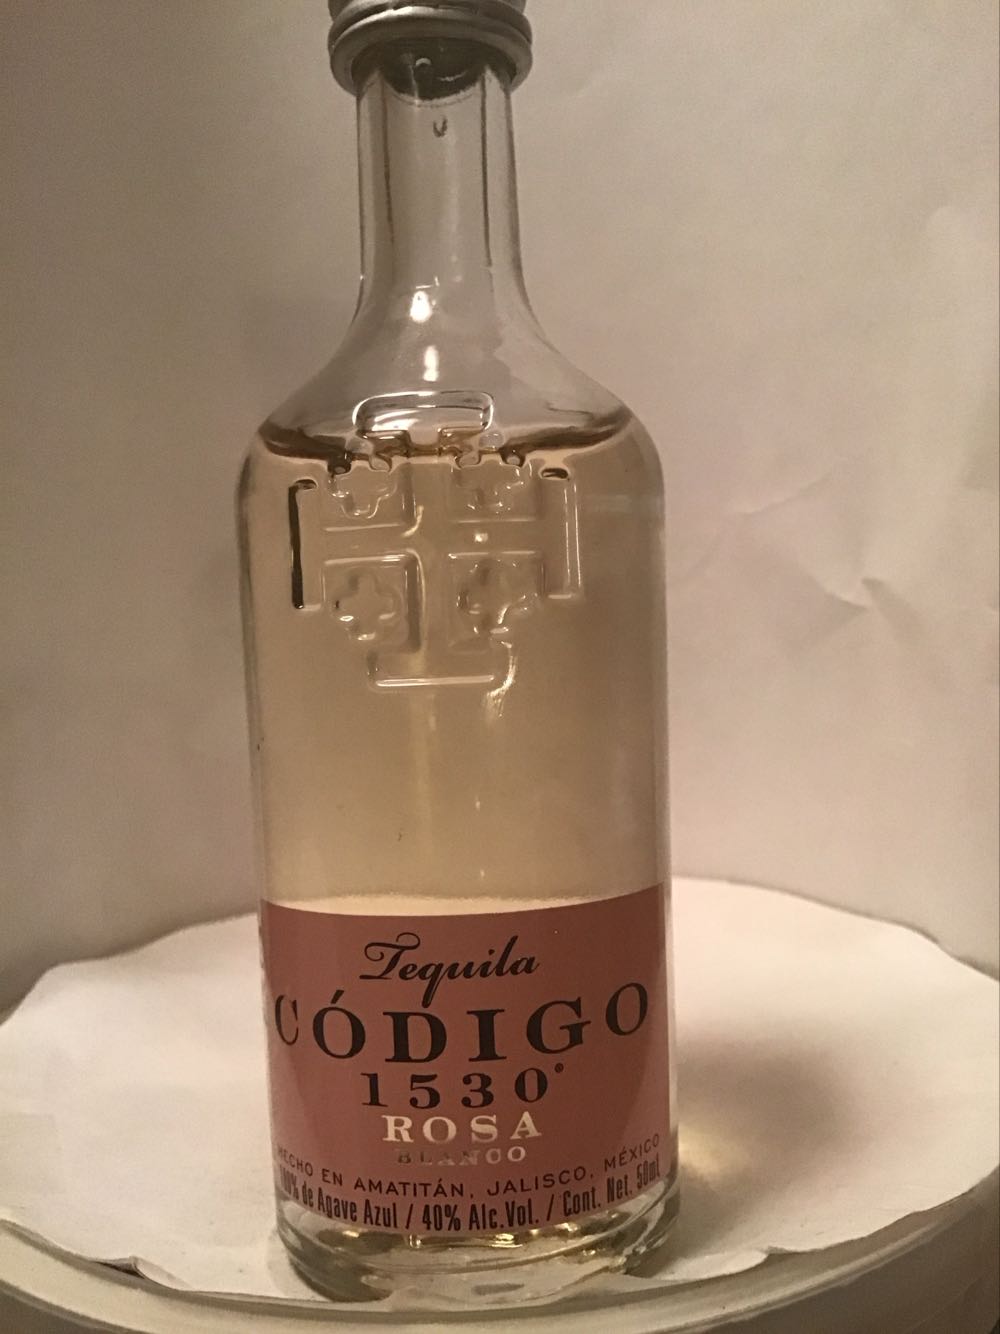 Tequila
CÓDIGO
1530°
ROSA
BLANCO
HECHO EN AMATITÁN, JALISCO, MÉXICO
100% de Agave Azul / 40% Alc.Vol. / Cont. Net. 50ml